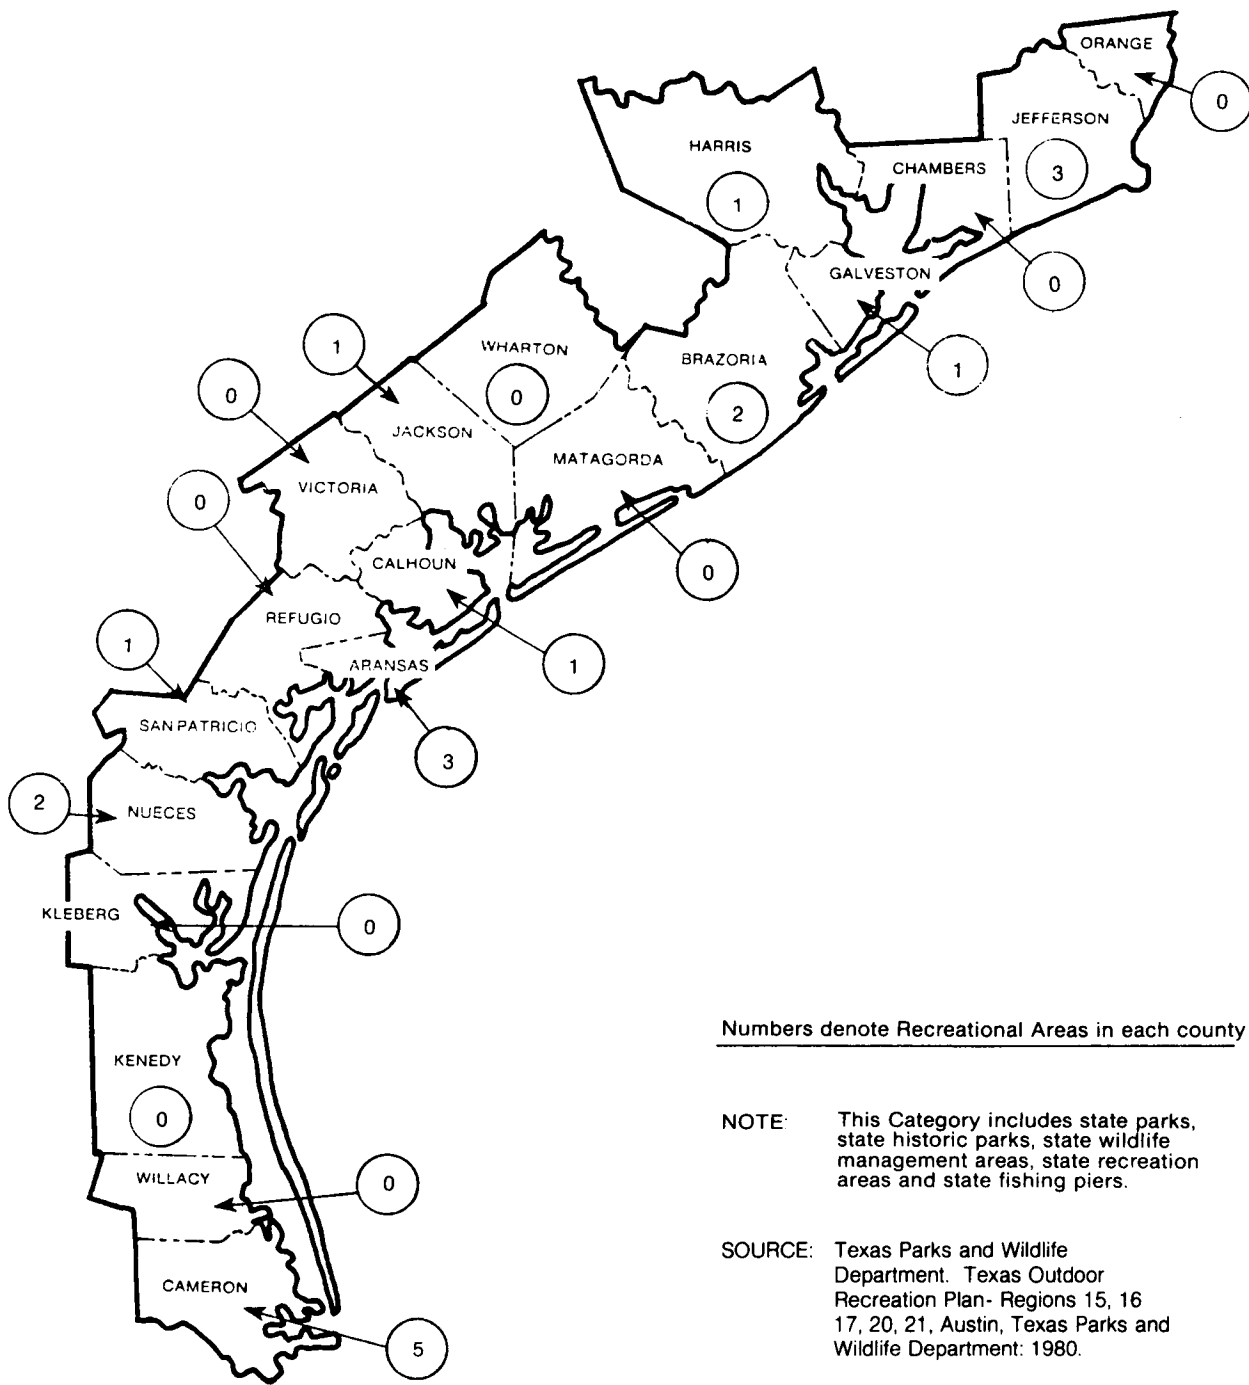 ORANGE
0
JEFFERSON
3
HARRIS
1
CHAMBERS
0
GALVESTON
1
WHARTON
0
BRAZORIA
2
1
JACKSON
0
VICTORIA
MATAGORDA
0
0
REFUGIO
CALHOUN
1
1
SAN PATRICIO
ARANSAS
3
2
NUECES
KLEBERG
0
KENEDY
0
WILLACY
0
CAMERON
5
Numbers denote Recreational Areas in each county
NOTE: This Category includes state parks,
state historic parks, state wildlife
management areas, state recreation
areas and state fishing piers.
SOURCE: Texas Parks and Wildlife
Department. Texas Outdoor
Recreation Plan- Regions 15, 16
17, 20, 21, Austin, Texas Parks and
Wildlife Department: 1980.